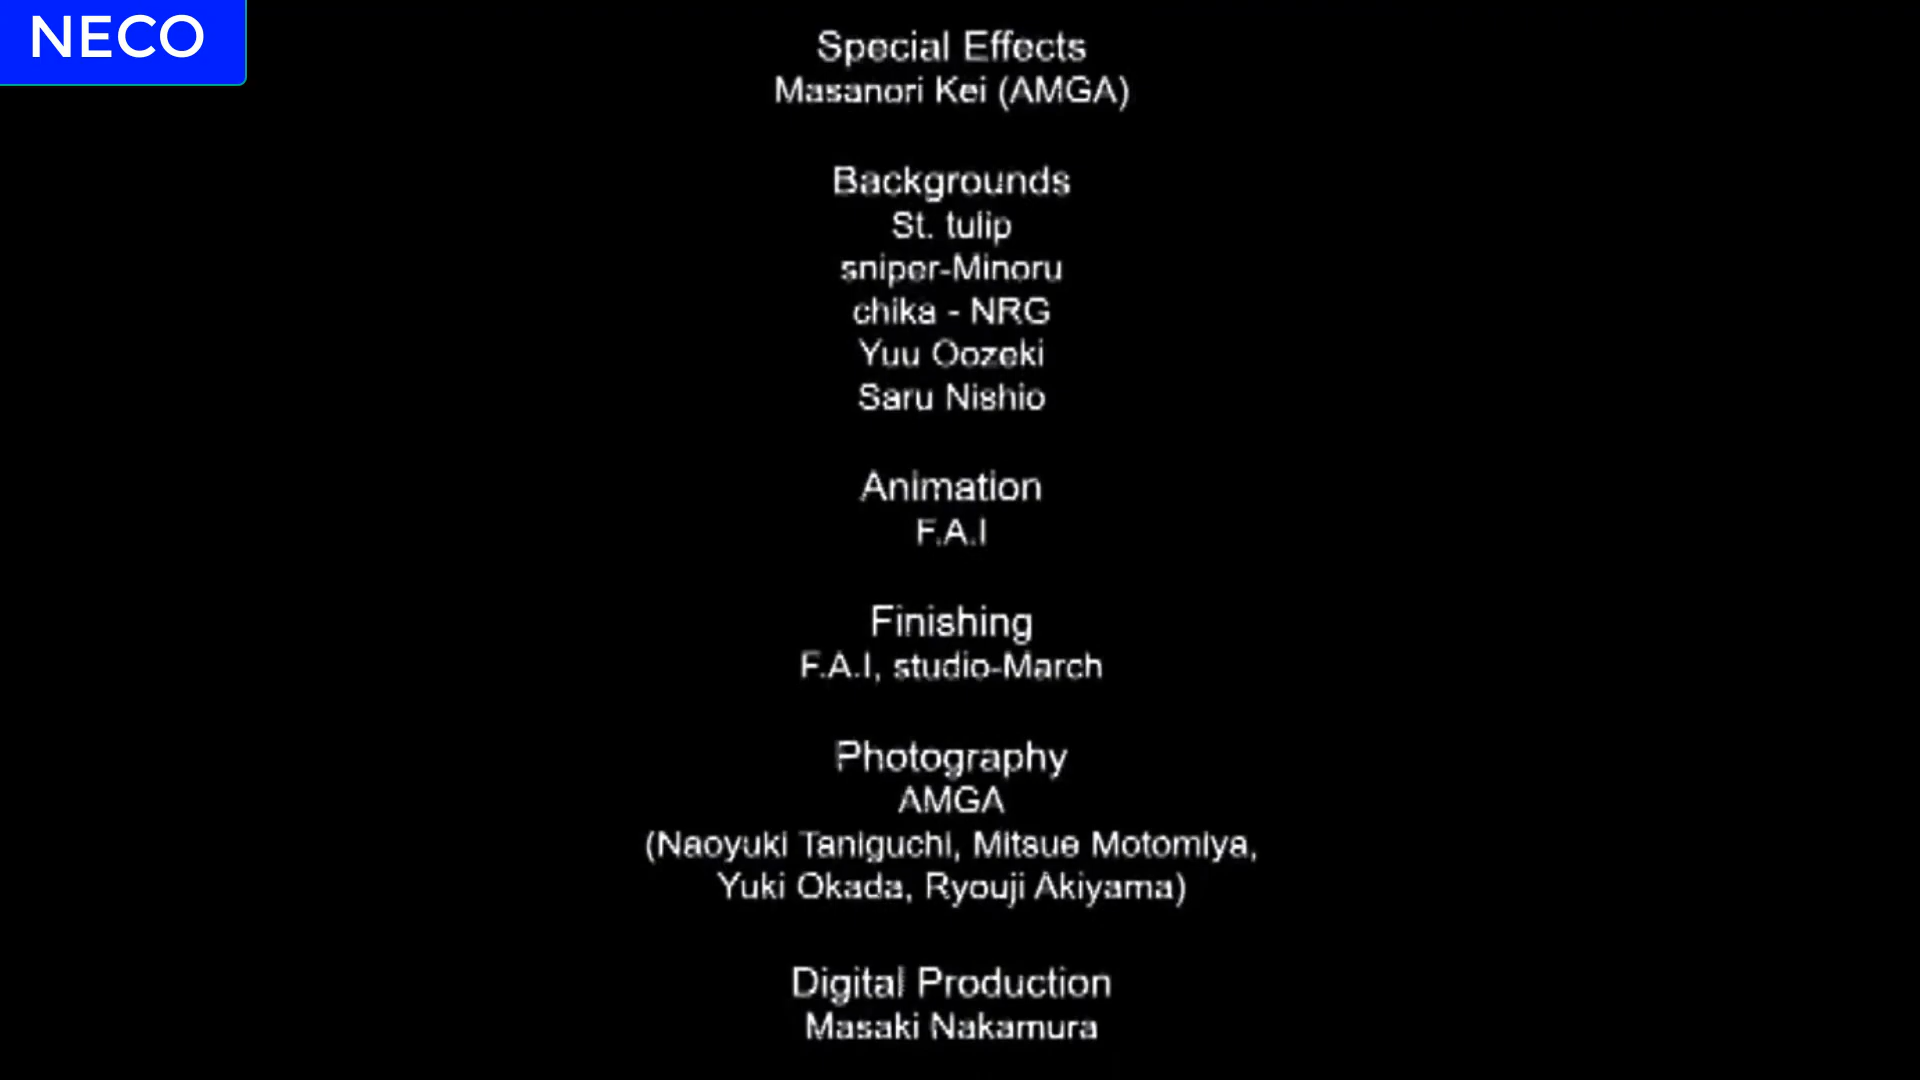 NECO
Special Effects
Masanori Kei (AMGA)
Backgrounds
St. tulip
sniper-Minoru
chika - NRG
Yuu Oozeki
Saru Nishio
Animation
F.A.I
Finishing
F.A.I, studio-March
Photography
AMGA
(Naoyuki Taniguchi, Mitsue Motomiya,
Yuki Okada, Ryouji Akiyama)
Digital Production
Masaki Nakamura